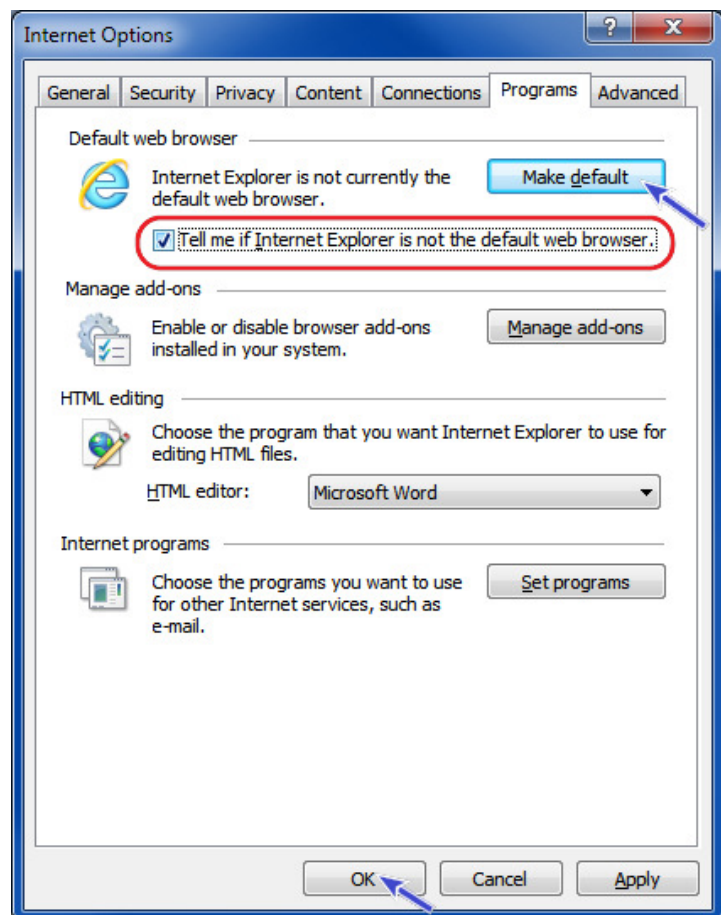 Internet Options
General Security Privacy Content Connections Programs Advanced
Default web browser
Internet Explorer is not currently the
default web browser.
Make default
Tell me if Internet Explorer is not the default web browser.
Manage add-ons
Enable or disable browser add-ons
installed in your system.
Manage add-ons
HTML editing
Choose the program that you want Internet Explorer to use for
editing HTML files.
HTML editor: Microsoft Word
Internet programs
Choose the programs you want to use
for other Internet services, such as
e-mail.
Set programs
OK Cancel Apply